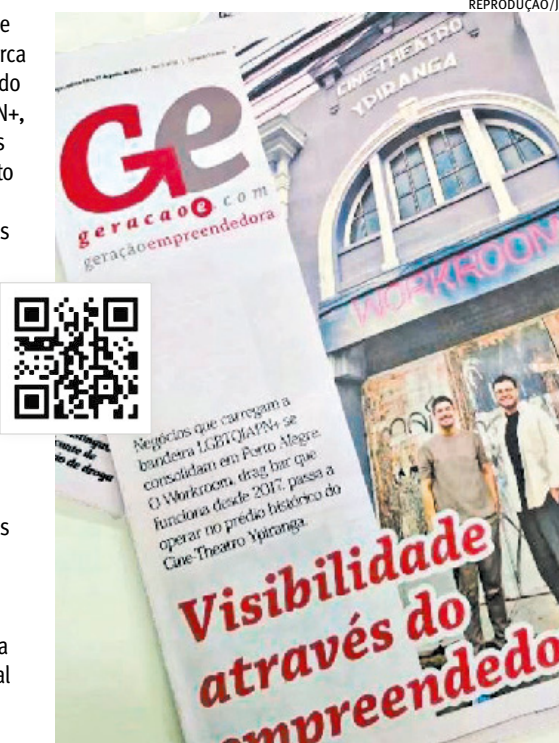 REPRODUÇÃO/J
e
rca
do
N+,
s
to
s
s
a
al
CINE-THEATRO
YPIRANGA
WORKROOM
Ge
geracaoe.com
geraçãoempreendedora
Negócios que carregam a
bandeira LGBTQIAPN+ se
consolidam em Porto Alegre.
O Workroom, drag bar que
funciona desde 2017, passa a
operar no prédio histórico do
Cine-Theatro Ypiranga.
de droga
Visibilidade
através do
empreendedo